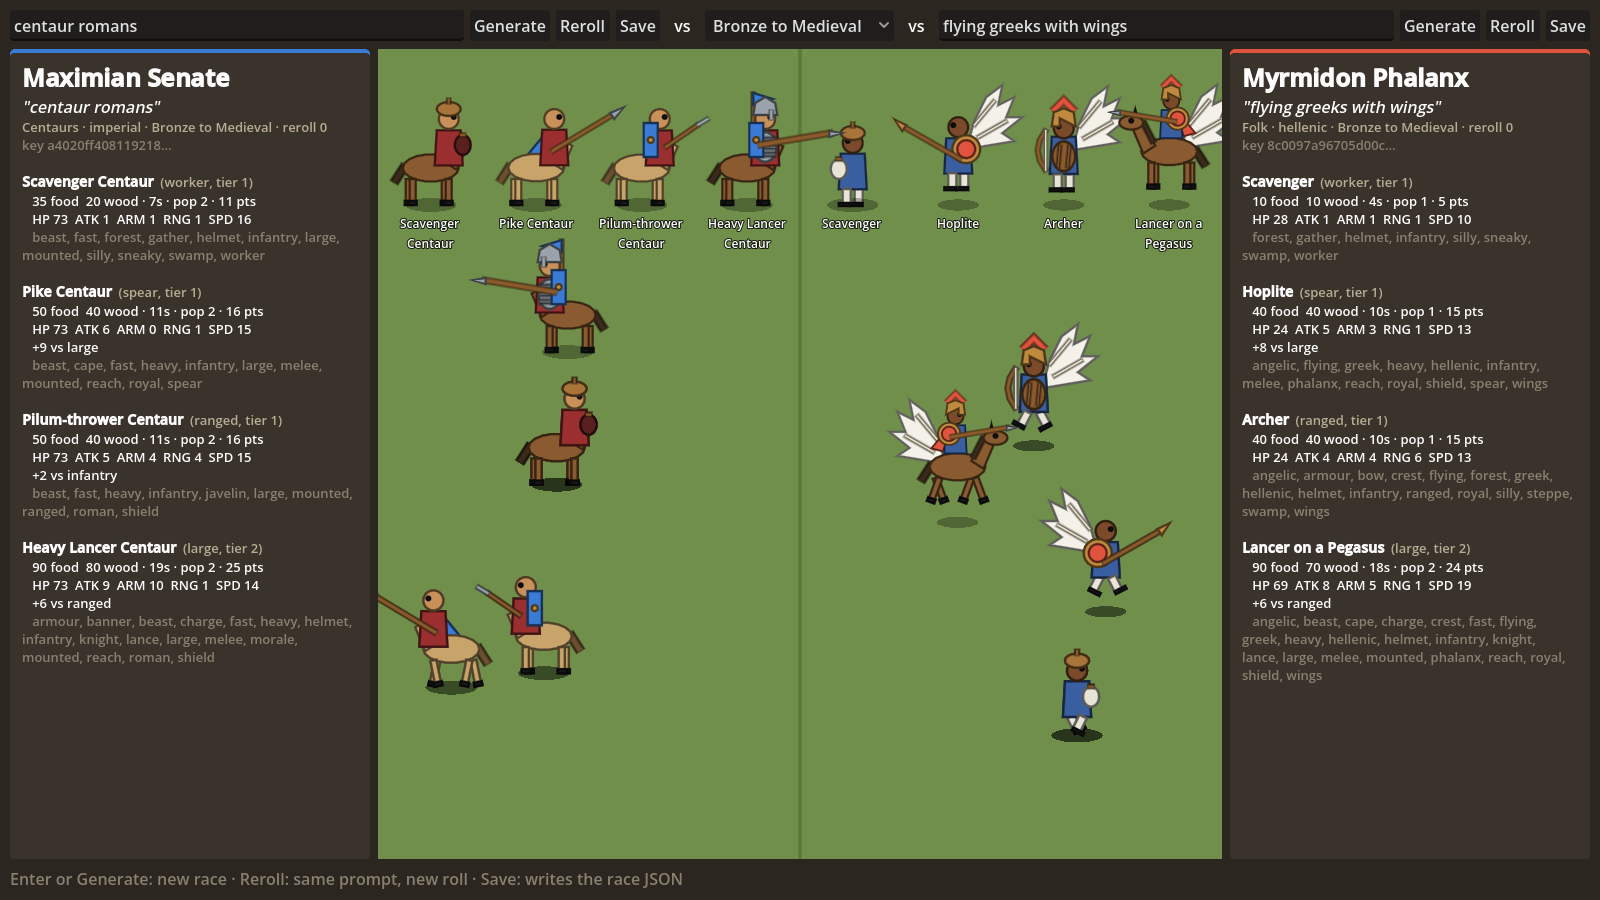 centaur romans Generate Reroll Save vs Bronze to Medieval vs flying greeks with wings Generate Reroll Save
Maximian Senate
"centaur romans"
Centaurs · imperial · Bronze to Medieval · reroll 0
key a4020ff408119218...
Scavenger Centaur (worker, tier 1)
35 food 20 wood · 7s · pop 2 · 11 pts
HP 73 ATK 1 ARM 1 RNG 1 SPD 16
beast, fast, forest, gather, helmet, infantry, large,
mounted, silly, sneaky, swamp, worker
Pike Centaur (spear, tier 1)
50 food 40 wood · 11s · pop 2 · 16 pts
HP 73 ATK 6 ARM 0 RNG 1 SPD 15
+9 vs large
beast, cape, fast, heavy, infantry, large, melee,
mounted, reach, royal, spear
Pilum-thrower Centaur (ranged, tier 1)
50 food 40 wood · 11s · pop 2 · 16 pts
HP 73 ATK 5 ARM 4 RNG 4 SPD 15
+2 vs infantry
beast, fast, heavy, infantry, javelin, large, mounted,
ranged, roman, shield
Heavy Lancer Centaur (large, tier 2)
90 food 80 wood · 19s · pop 2 · 25 pts
HP 73 ATK 9 ARM 10 RNG 1 SPD 14
+6 vs ranged
armour, banner, beast, charge, fast, heavy, helmet,
infantry, knight, lance, large, melee, morale,
mounted, reach, roman, shield
Scavenger
Centaur
Pike Centaur
Pilum-thrower
Centaur
Heavy Lancer
Centaur
Scavenger
Hoplite
Archer
Lancer on a
Pegasus
Myrmidon Phalanx
"flying greeks with wings"
Folk · hellenic · Bronze to Medieval · reroll 0
key 8c0097a96705d00c...
Scavenger (worker, tier 1)
10 food 10 wood · 4s · pop 1 · 5 pts
HP 28 ATK 1 ARM 1 RNG 1 SPD 10
forest, gather, helmet, infantry, silly, sneaky,
swamp, worker
Hoplite (spear, tier 1)
40 food 40 wood · 10s · pop 1 · 15 pts
HP 24 ATK 5 ARM 3 RNG 1 SPD 13
+8 vs large
angelic, flying, greek, heavy, hellenic, infantry,
melee, phalanx, reach, royal, shield, spear, wings
Archer (ranged, tier 1)
40 food 40 wood · 10s · pop 1 · 15 pts
HP 24 ATK 4 ARM 4 RNG 6 SPD 13
angelic, armour, bow, crest, flying, forest, greek,
hellenic, helmet, infantry, ranged, royal, silly, steppe,
swamp, wings
Lancer on a Pegasus (large, tier 2)
90 food 70 wood · 18s · pop 2 · 24 pts
HP 69 ATK 8 ARM 5 RNG 1 SPD 19
+6 vs ranged
angelic, beast, cape, charge, crest, fast, flying,
greek, heavy, hellenic, helmet, infantry, knight,
lance, large, melee, mounted, phalanx, reach, royal,
shield, wings
Enter or Generate: new race · Reroll: same prompt, new roll · Save: writes the race JSON